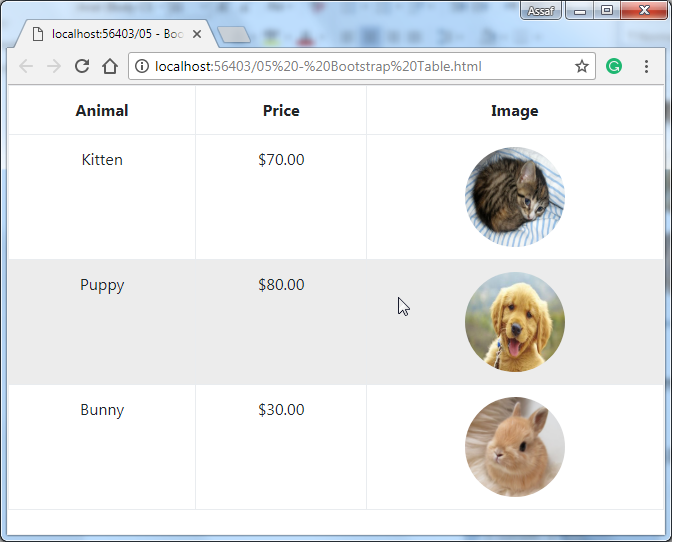 Assaf
localhost:56403/05 - Boo
localhost:56403/05%20-%20Bootstrap%20Table.html
Animal Price Image
Kitten $70.00
Puppy $80.00
Bunny $30.00